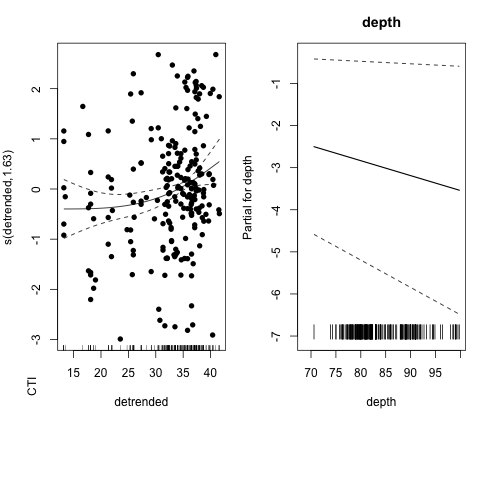 depth
s(detrended,1.63)
2
1
0
-1
-2
-3
15 20 25 30 35 40
detrended
CTI
Partial for depth
-1
-2
-3
-4
-5
-6
-7
70 75 80 85 90 95
depth